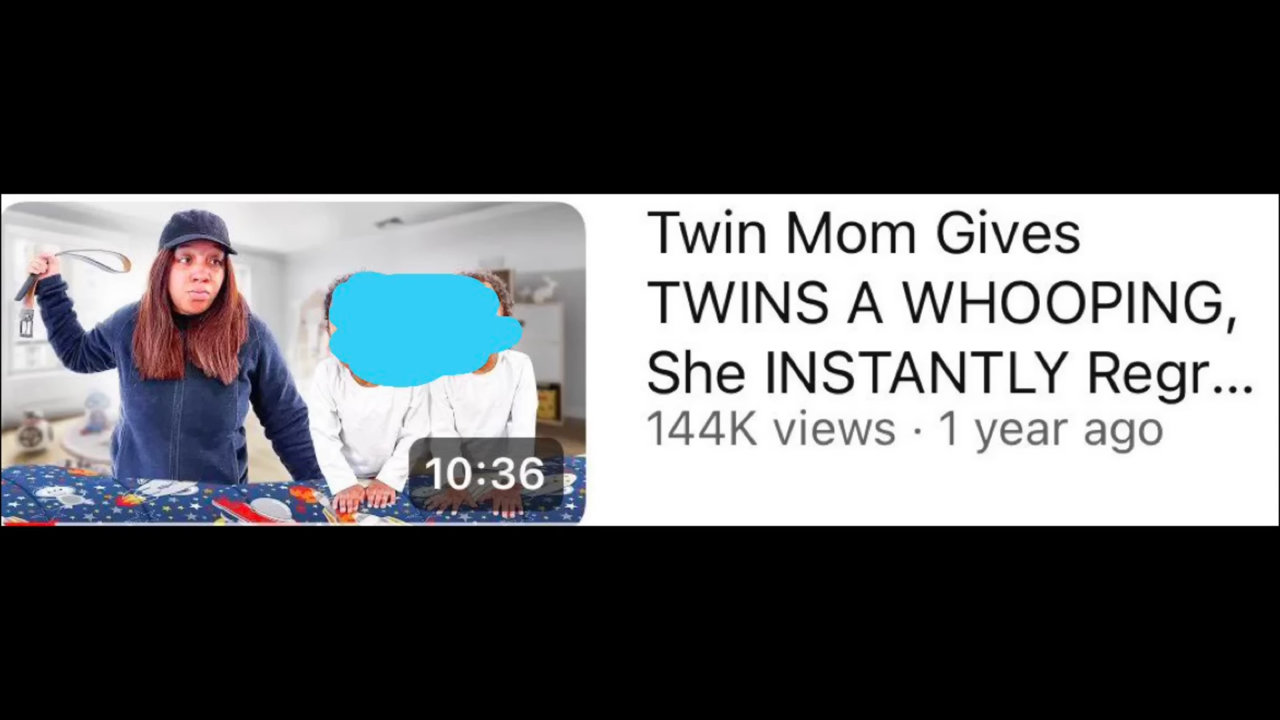 Twin Mom Gives
TWINS A WHOOPING,
She INSTANTLY Regr...
144K views · 1 year ago
10:36